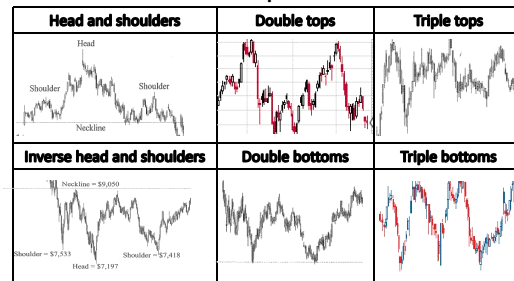 Head and shoulders
Double tops
Triple tops
Head
Shoulder
Shoulder
Neckline
Inverse head and shoulders
Double bottoms
Triple bottoms
Neckline = $9,050
Shoulder = $7,533
Shoulder = $7,418
Head = $7,197